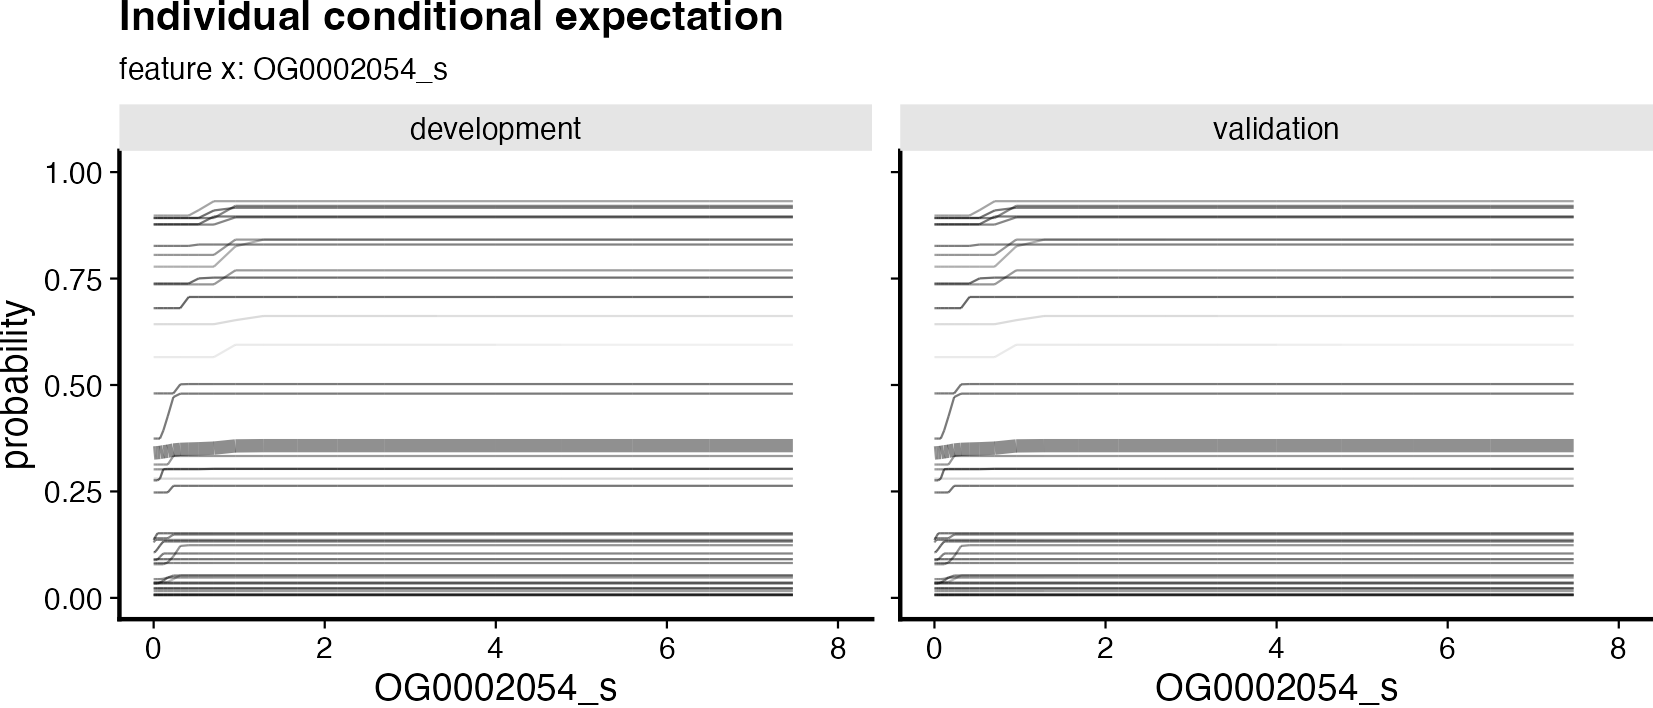 Individual conditional expectation
feature x: OG0002054_s
development
validation
probability
1.00
0.75
0.50
0.25
0.00
0 2 4 6 8
0 2 4 6 8
OG0002054_s
OG0002054_s